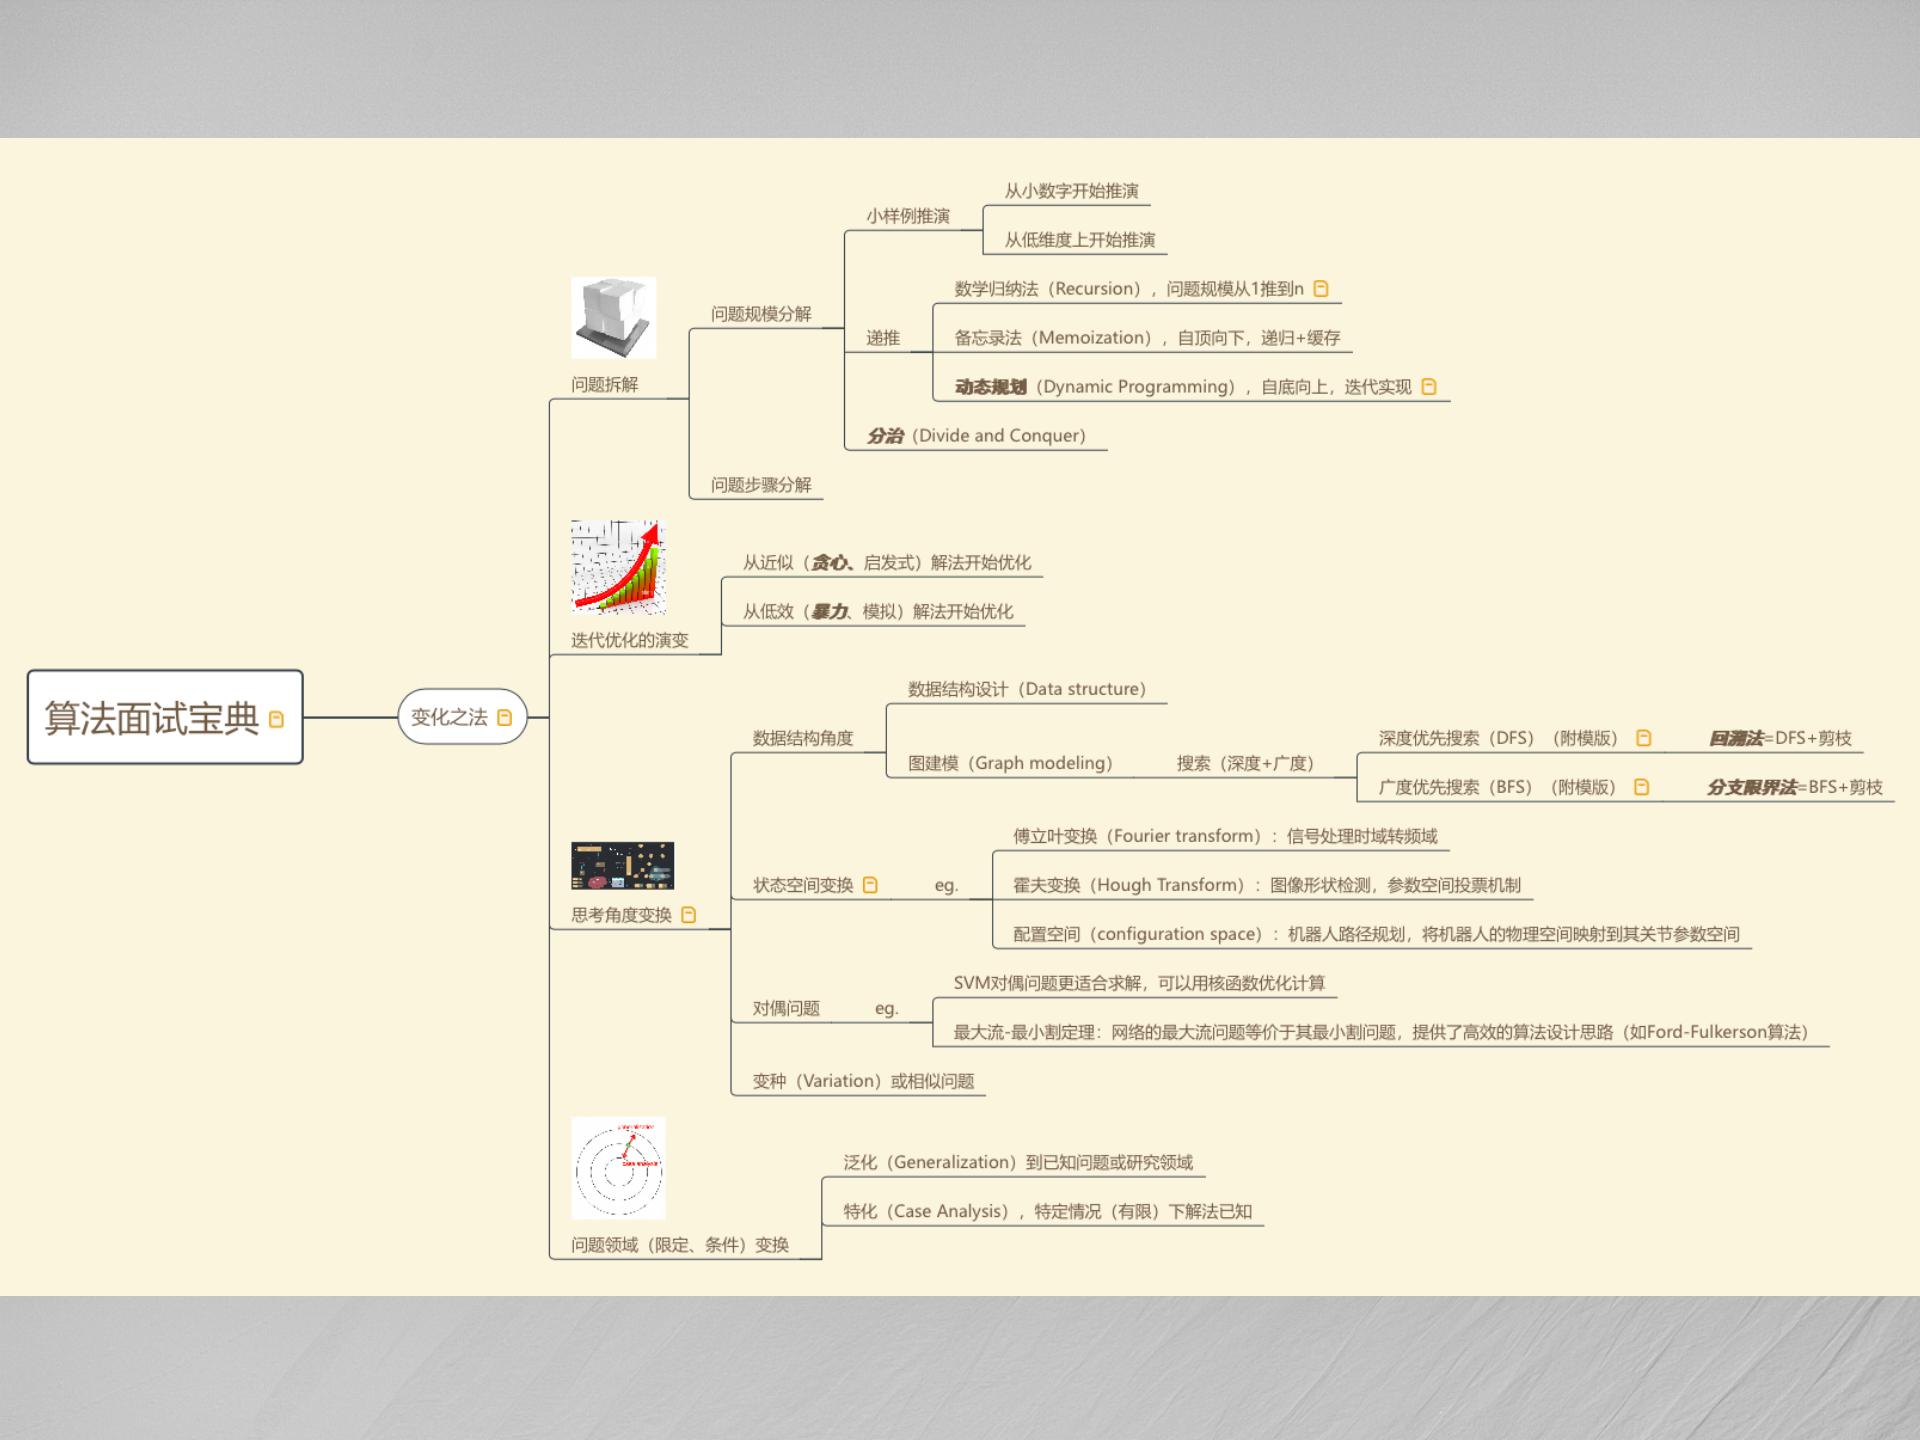 算法面试宝典
变化之法
问题拆解
问题规模分解
小样例推演
从小数字开始推演
从低维度上开始推演
递推
数学归纳法（Recursion），问题规模从1推到n
备忘录法（Memoization），自顶向下，递归+缓存
动态规划（Dynamic Programming），自底向上，迭代实现
分治（Divide and Conquer）
问题步骤分解
迭代优化的演变
从近似（贪心、启发式）解法开始优化
从低效（暴力、模拟）解法开始优化
思考角度变换
数据结构角度
数据结构设计（Data structure）
图建模（Graph modeling）
搜索（深度+广度）
深度优先搜索（DFS）（附模版）
回溯法=DFS+剪枝
广度优先搜索（BFS）（附模版）
分支限界法=BFS+剪枝
状态空间变换
eg.
傅立叶变换（Fourier transform）：信号处理时域转频域
霍夫变换（Hough Transform）：图像形状检测，参数空间投票机制
配置空间（configuration space）：机器人路径规划，将机器人的物理空间映射到其关节参数空间
对偶问题
eg.
SVM对偶问题更适合求解，可以用核函数优化计算
最大流-最小割定理：网络的最大流问题等价于其最小割问题，提供了高效的算法设计思路（如Ford-Fulkerson算法）
变种（Variation）或相似问题
问题领域（限定、条件）变换
泛化（Generalization）到已知问题或研究领域
特化（Case Analysis），特定情况（有限）下解法已知